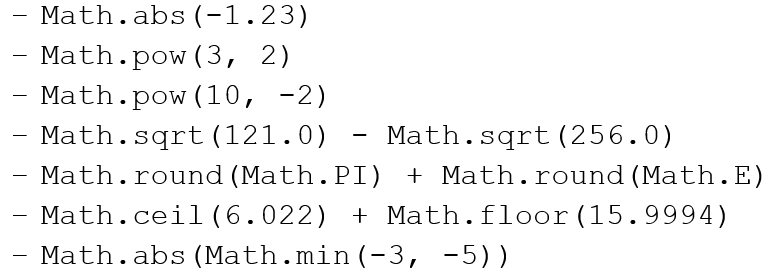 – Math.abs(-1.23)
– Math.pow(3, 2)
– Math.pow(10, -2)
– Math.sqrt(121.0) - Math.sqrt(256.0)
– Math.round(Math.PI) + Math.round(Math.E)
– Math.ceil(6.022) + Math.floor(15.9994)
– Math.abs(Math.min(-3, -5))